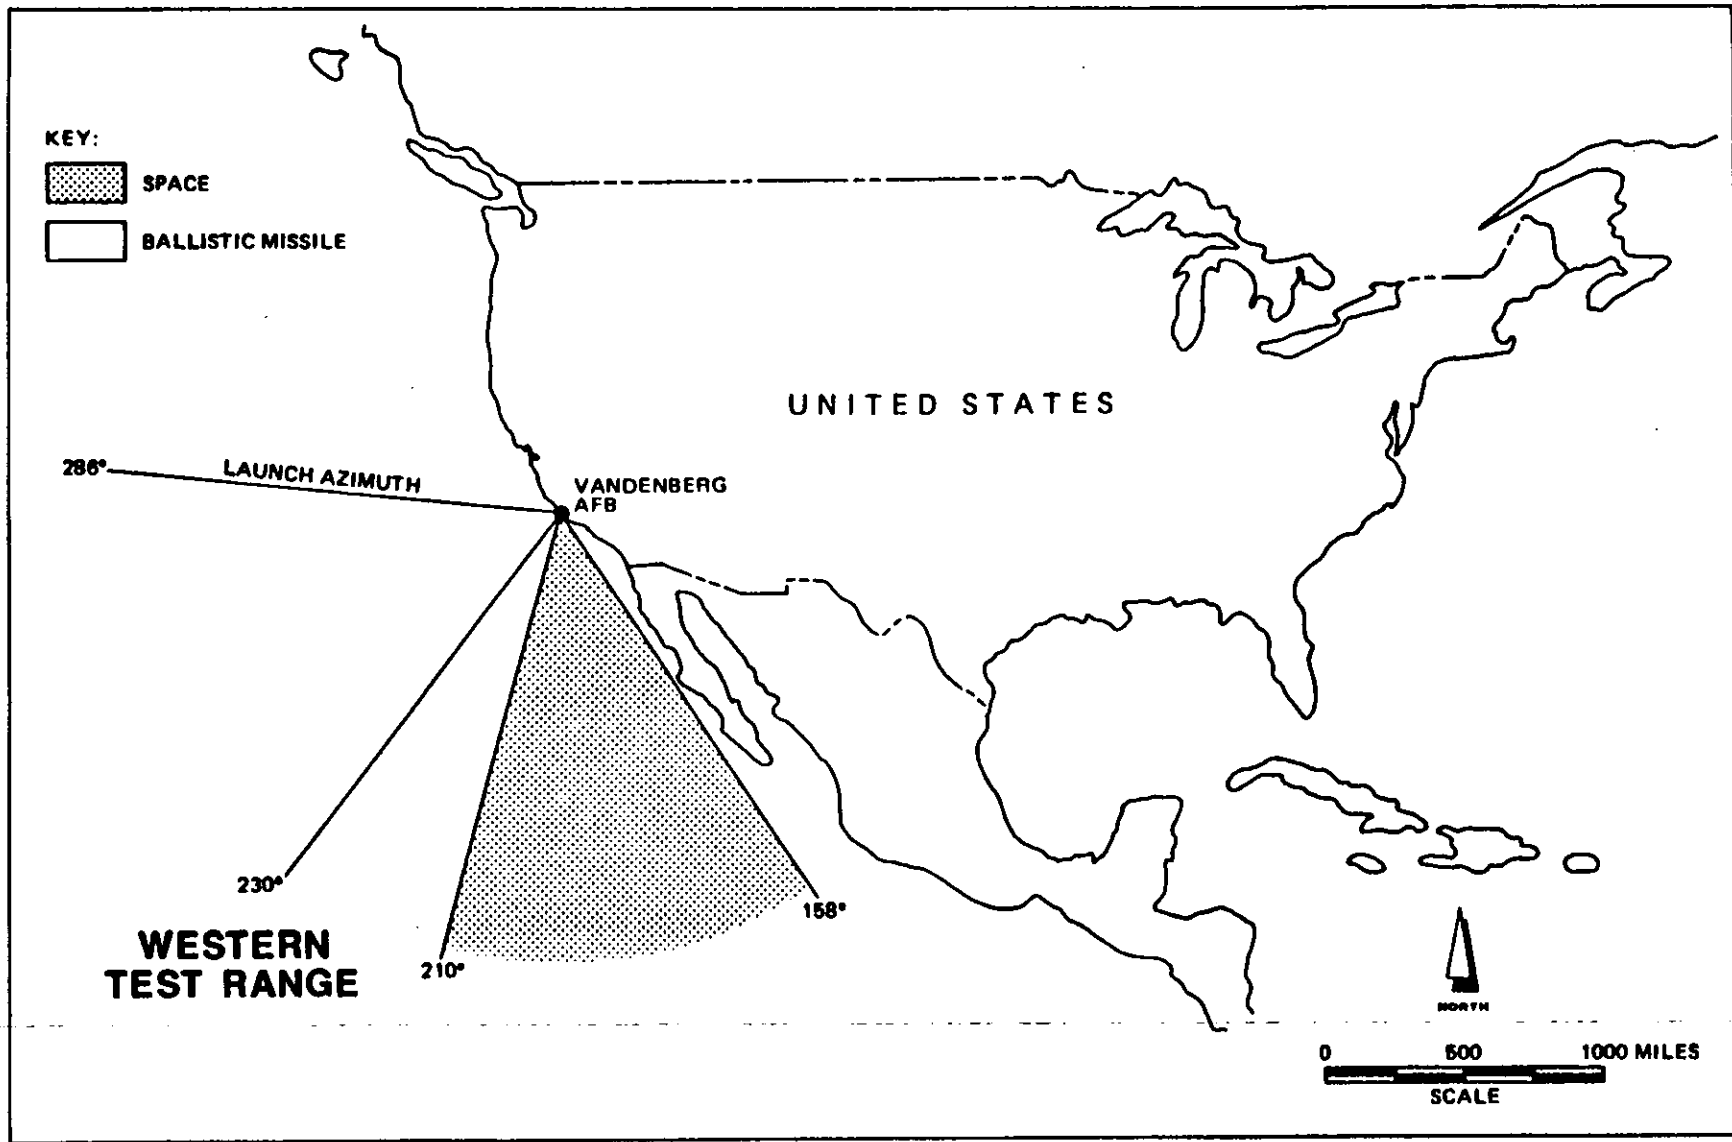 KEY:
SPACE
BALLISTIC MISSILE
UNITED STATES
286°
LAUNCH AZIMUTH
VANDENBERG
AFB
230°
158°
WESTERN
TEST RANGE
210°
NORTH
0 500 1000 MILES
SCALE